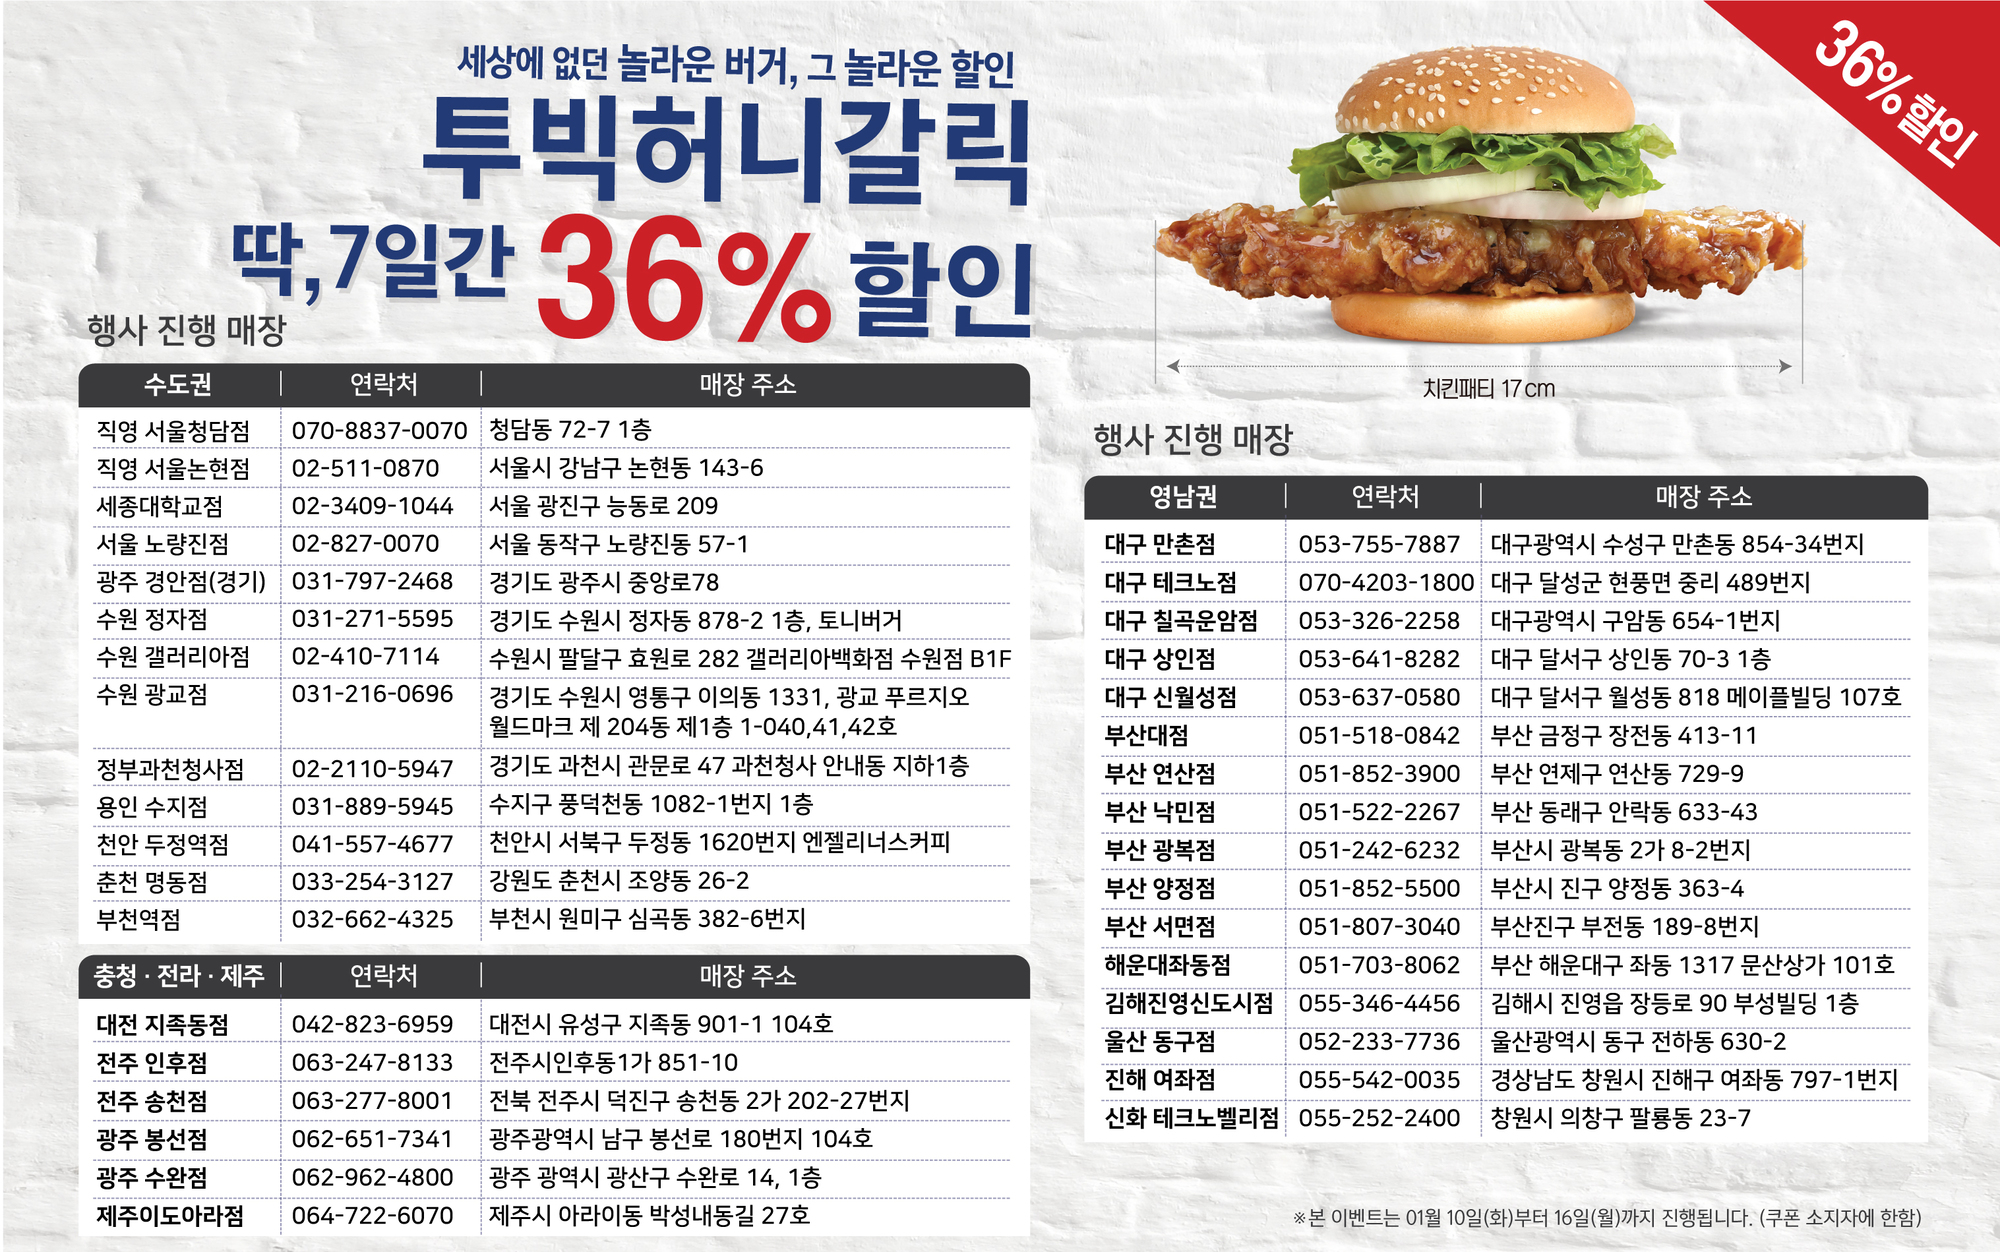 세상에 없던 놀라운 버거, 그 놀라운 할인
투빅허니갈릭
딱,7일간 36% 할인
36% 할인
치킨패티 17cm
행사 진행 매장
수도권 연락처 매장 주소
직영 서울청담점 070-8837-0070 청담동 72-7 1층
직영 서울논현점 02-511-0870 서울시 강남구 논현동 143-6
세종대학교점 02-3409-1044 서울 광진구 능동로 209
서울 노량진점 02-827-0070 서울 동작구 노량진동 57-1
광주 경안점(경기) 031-797-2468 경기도 광주시 중앙로78
수원 정자점 031-271-5595 경기도 수원시 정자동 878-2 1층, 토니버거
수원 갤러리아점 02-410-7114 수원시 팔달구 효원로 282 갤러리아백화점 수원점 B1F
수원 광교점 031-216-0696 경기도 수원시 영통구 이의동 1331, 광교 푸르지오
월드마크 제 204동 제1층 1-040,41,42호
정부과천청사점 02-2110-5947 경기도 과천시 관문로 47 과천청사 안내동 지하1층
용인 수지점 031-889-5945 수지구 풍덕천동 1082-1번지 1층
천안 두정역점 041-557-4677 천안시 서북구 두정동 1620번지 엔젤리너스커피
춘천 명동점 033-254-3127 강원도 춘천시 조양동 26-2
부천역점 032-662-4325 부천시 원미구 심곡동 382-6번지
충청 · 전라 · 제주 연락처 매장 주소
대전 지족동점 042-823-6959 대전시 유성구 지족동 901-1 104호
전주 인후점 063-247-8133 전주시인후동1가 851-10
전주 송천점 063-277-8001 전북 전주시 덕진구 송천동 2가 202-27번지
광주 봉선점 062-651-7341 광주광역시 남구 봉선로 180번지 104호
광주 수완점 062-962-4800 광주 광역시 광산구 수완로 14, 1층
제주이도아라점 064-722-6070 제주시 아라이동 박성내동길 27호
행사 진행 매장
영남권 연락처 매장 주소
대구 만촌점 053-755-7887 대구광역시 수성구 만촌동 854-34번지
대구 테크노점 070-4203-1800 대구 달성군 현풍면 중리 489번지
대구 칠곡운암점 053-326-2258 대구광역시 구암동 654-1번지
대구 상인점 053-641-8282 대구 달서구 상인동 70-3 1층
대구 신월성점 053-637-0580 대구 달서구 월성동 818 메이플빌딩 107호
부산대점 051-518-0842 부산 금정구 장전동 413-11
부산 연산점 051-852-3900 부산 연제구 연산동 729-9
부산 낙민점 051-522-2267 부산 동래구 안락동 633-43
부산 광복점 051-242-6232 부산시 광복동 2가 8-2번지
부산 양정점 051-852-5500 부산시 진구 양정동 363-4
부산 서면점 051-807-3040 부산진구 부전동 189-8번지
해운대좌동점 051-703-8062 부산 해운대구 좌동 1317 문산상가 101호
김해진영신도시점 055-346-4456 김해시 진영읍 장등로 90 부성빌딩 1층
울산 동구점 052-233-7736 울산광역시 동구 전하동 630-2
진해 여좌점 055-542-0035 경상남도 창원시 진해구 여좌동 797-1번지
신화 테크노벨리점 055-252-2400 창원시 의창구 팔룡동 23-7
※본 이벤트는 01월 10일(화)부터 16일(월)까지 진행됩니다. (쿠폰 소지자에 한함)